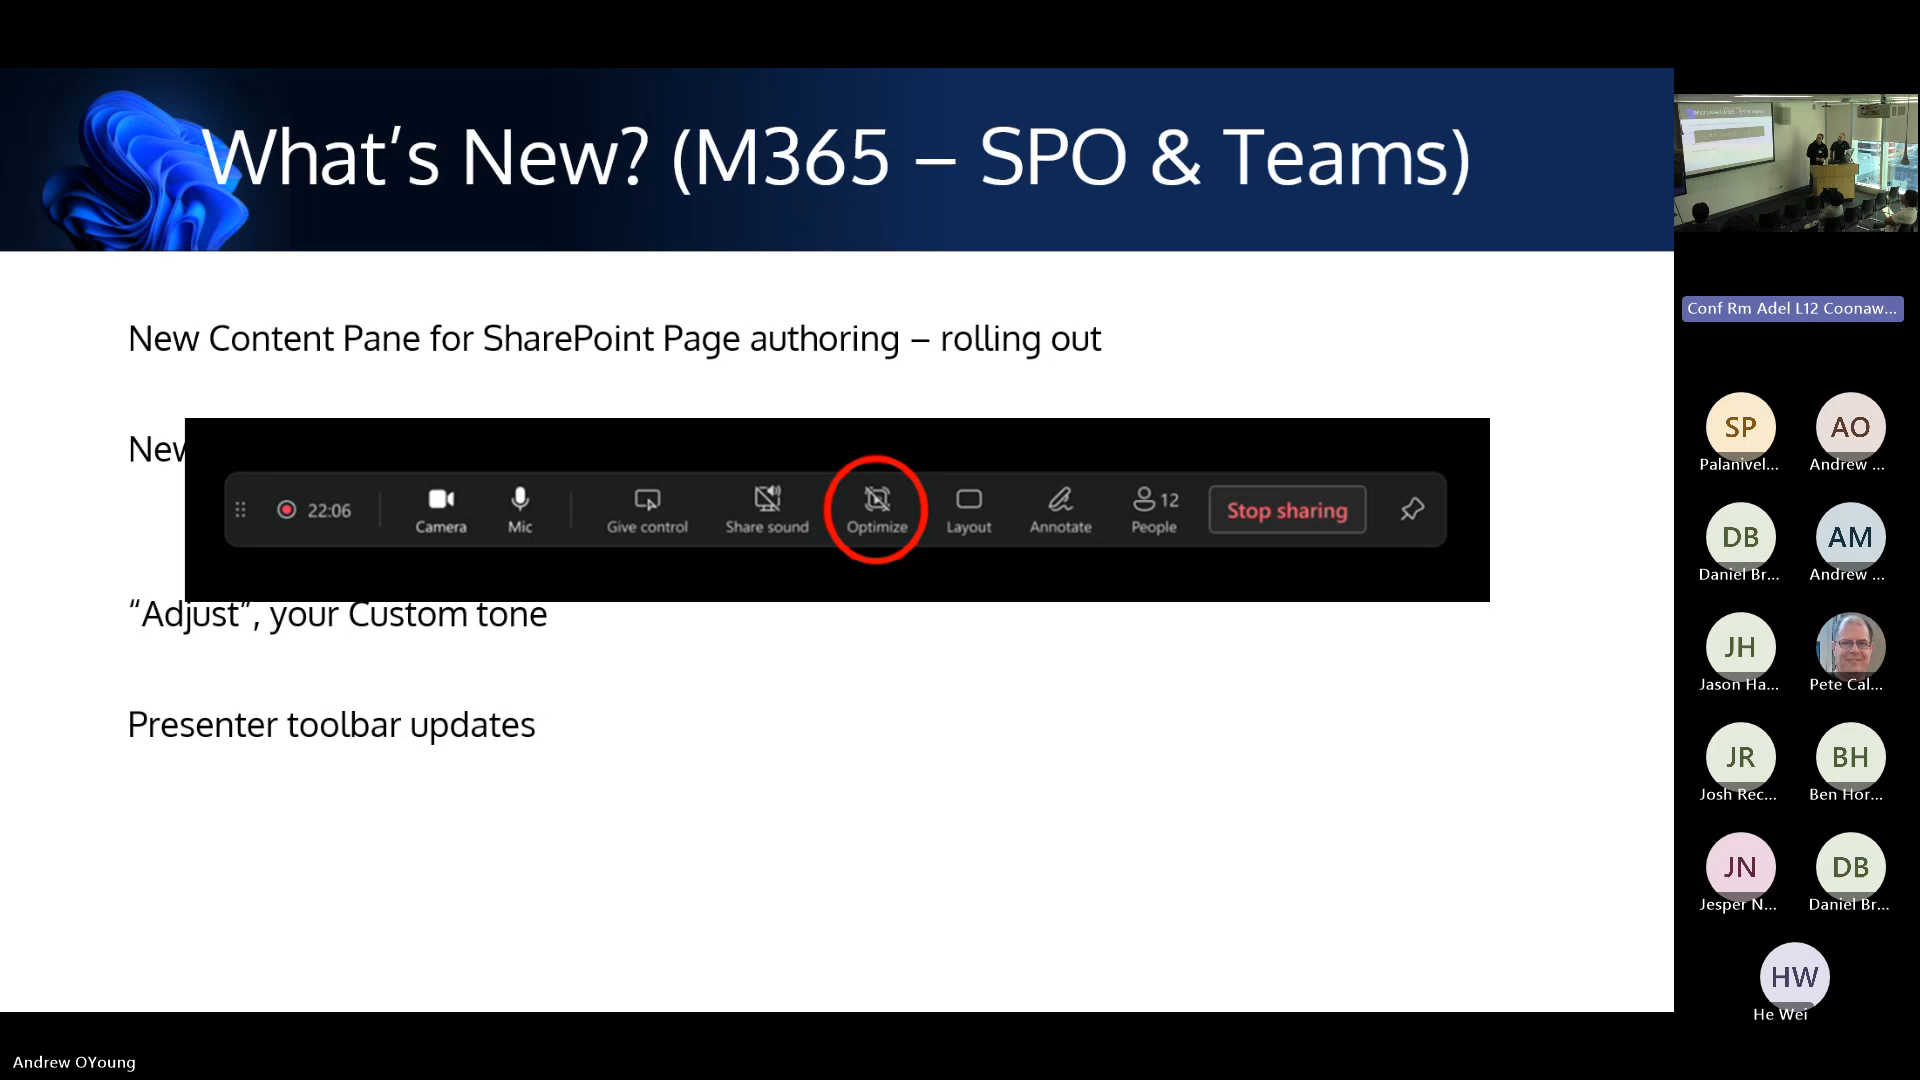 What's New? (M365 – SPO & Teams)
New Content Pane for SharePoint Page authoring – rolling out
New
22:06
Camera
Mic
Give control
Share sound
Optimize
Layout
Annotate
12
People
Stop sharing
“Adjust”, your Custom tone
Presenter toolbar updates
Conf Rm Adel L12 Coonaw...
SP
Palanivel...
AO
Andrew ...
DB
Daniel Br...
AM
Andrew ...
JH
Jason Ha...
Pete Cal...
JR
Josh Rec...
BH
Ben Hor...
JN
Jesper N...
DB
Daniel Br...
HW
He Wei
Andrew OYoung